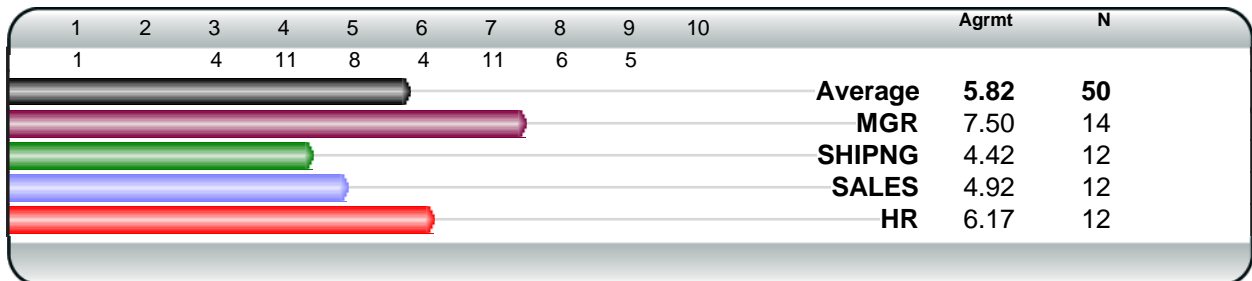 1 2 3 4 5 6 7 8 9 10 Agrmt N
1 4 11 8 4 11 6 5
Average 5.82 50
MGR 7.50 14
SHIPNG 4.42 12
SALES 4.92 12
HR 6.17 12